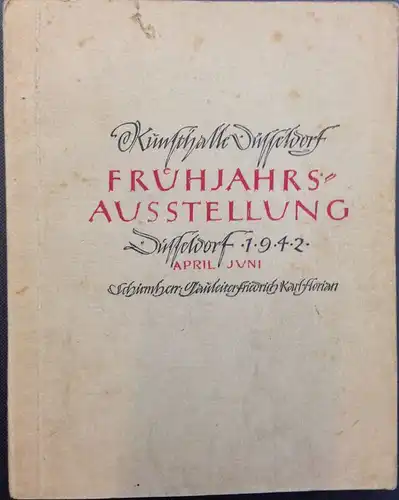 Kunsthalle Düsseldorf
FRÜHJAHRS-
AUSSTELLUNG
Düsseldorf · 1.9.4.2.
APRIL JUNI
Schirmherr: Gauleiter Friedrich Karl Florian